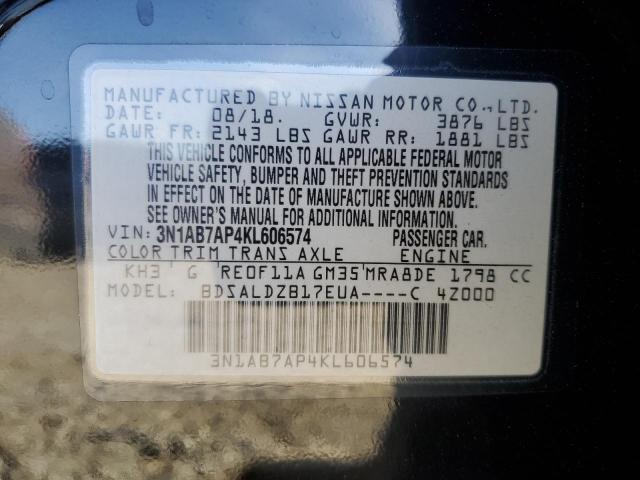 MANUFACTURED BY NISSAN MOTOR CO.,LTD.
DATE: 08/18. GVWR: 3876 LBS
GAWR FR: 2143 LBS GAWR RR: 1881 LBS
THIS VEHICLE CONFORMS TO ALL APPLICABLE FEDERAL MOTOR
VEHICLE SAFETY, BUMPER AND THEFT PREVENTION STANDARDS
IN EFFECT ON THE DATE OF MANUFACTURE SHOWN ABOVE.
SEE OWNER'S MANUAL FOR ADDITIONAL INFORMATION.
VIN: 3N1AB7AP4KL606574 PASSENGER CAR.
COLOR TRIM TRANS AXLE ENGINE
KH3 G RE0F11A GM35 MRA8DE 1798 CC
MODEL BDSALDZB17EUA----C 4Z000
3N1AB7AP4KL606574